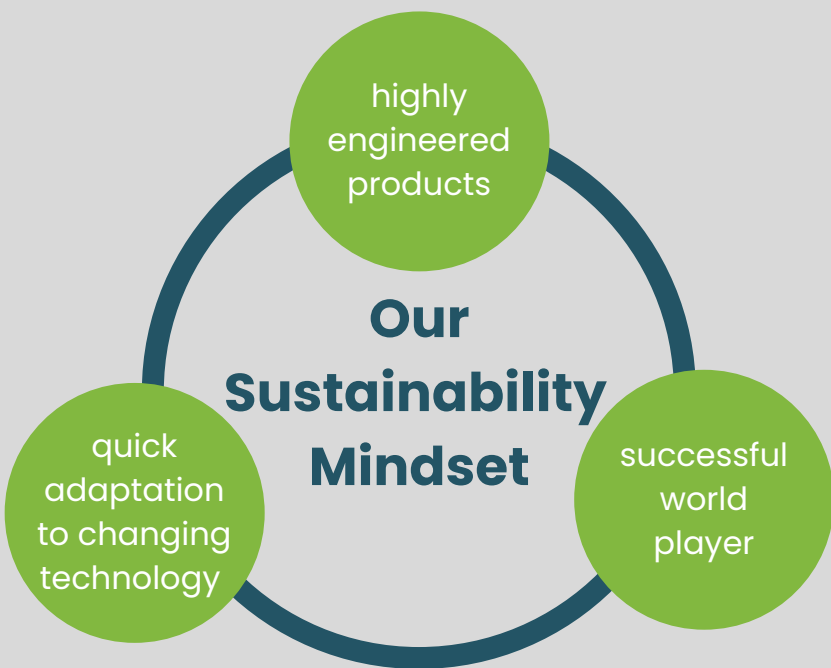 highly
engineered
products
Our
Sustainability
Mindset
quick
adaptation
to changing
technology
successful
world
player